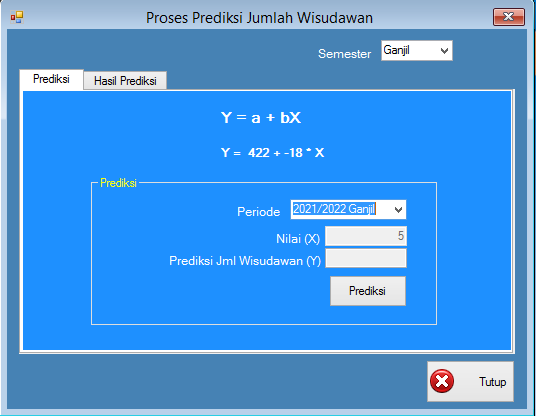 Proses Prediksi Jumlah Wisudawan
Semester Ganjil
Prediksi Hasil Prediksi
Y = a + bX
Y = 422 + -18 * X
Prediksi
Periode 2021/2022 Ganjil
Nilai (X) 5
Prediksi Jml Wisudawan (Y)
Prediksi
Tutup